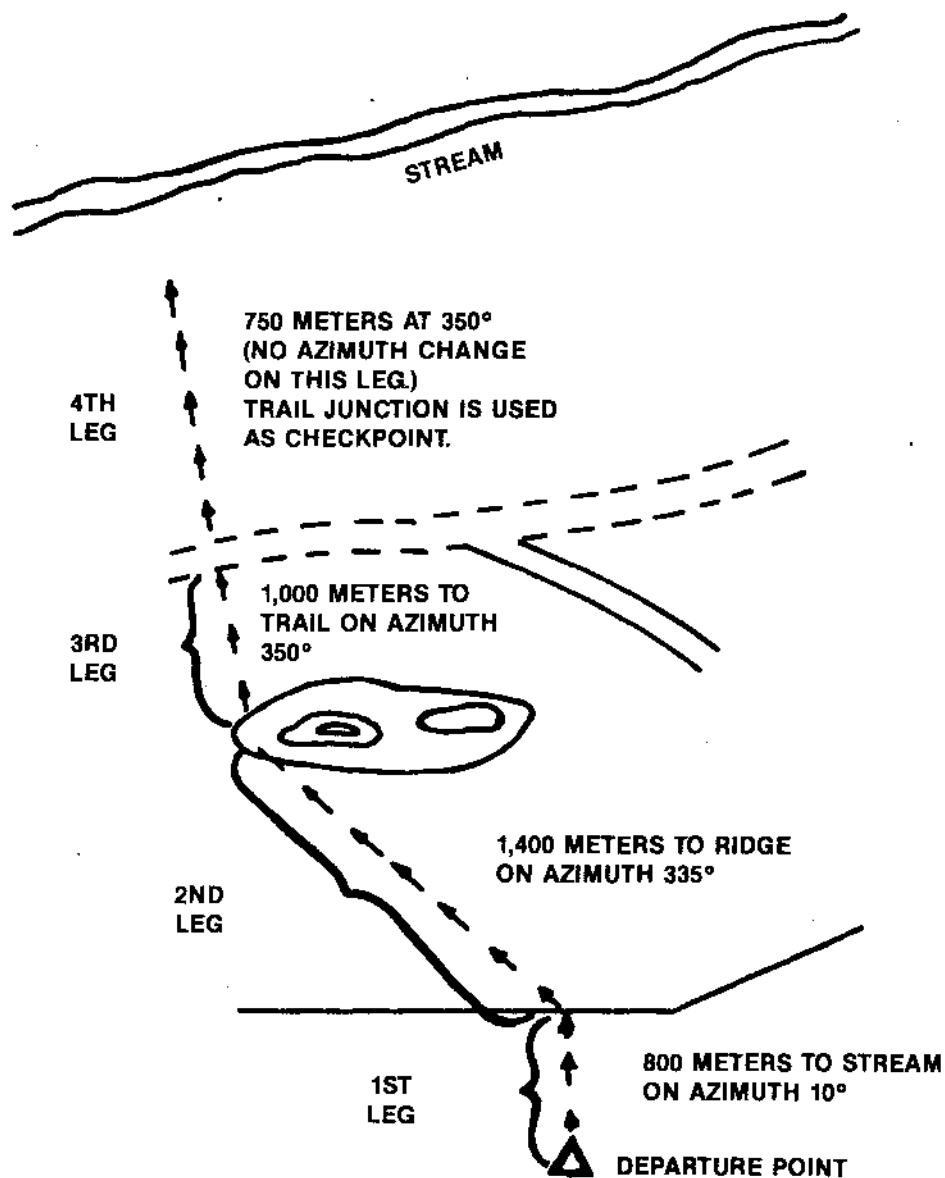 STREAM
750 METERS AT 350°
(NO AZIMUTH CHANGE
ON THIS LEG.)
TRAIL JUNCTION IS USED
AS CHECKPOINT.
4TH
LEG
1,000 METERS TO
TRAIL ON AZIMUTH
350°
3RD
LEG
1,400 METERS TO RIDGE
ON AZIMUTH 335°
2ND
LEG
800 METERS TO STREAM
ON AZIMUTH 10°
1ST
LEG
DEPARTURE POINT